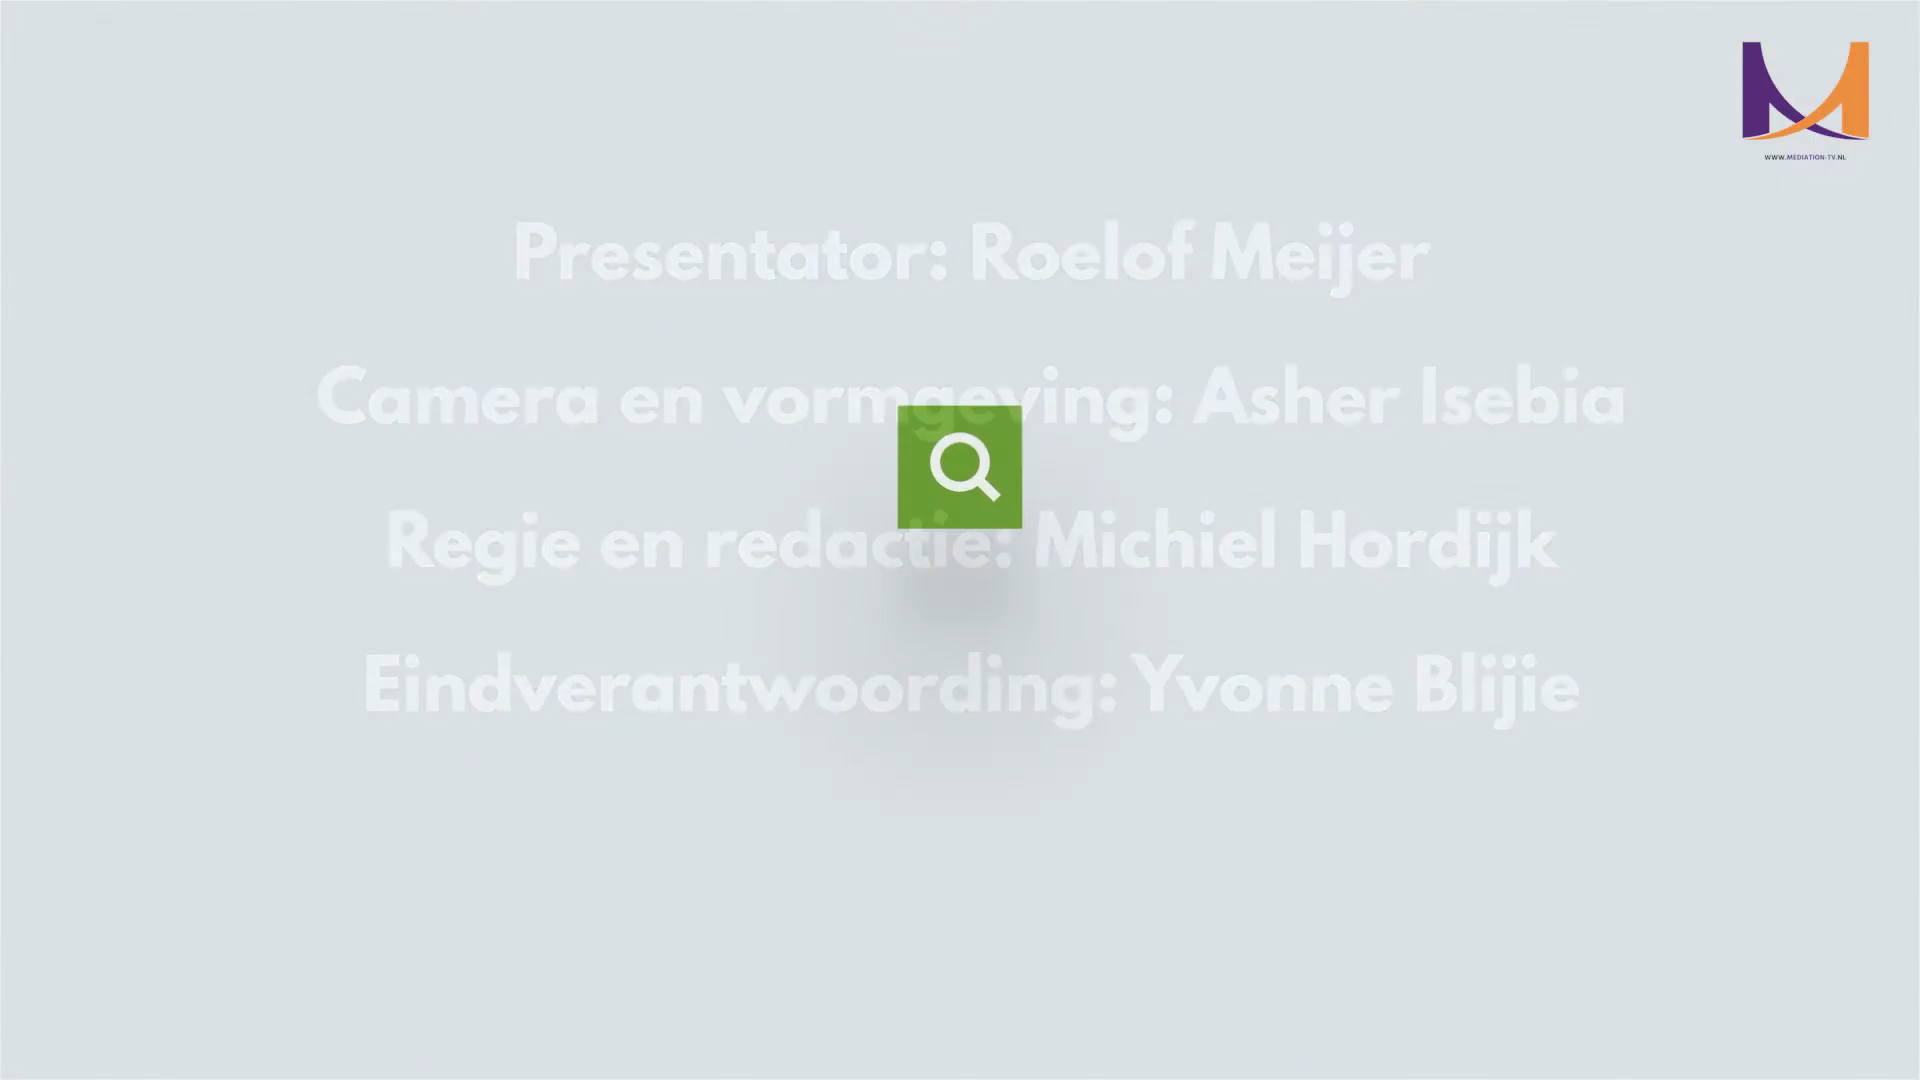 WWW.MEDIATION-TV.NL
Presentator: Roelof Meijer
Camera en vormgeving: Asher Isebia
Regie en redactie: Michiel Hordijk
Eindverantwoording: Yvonne Blijie